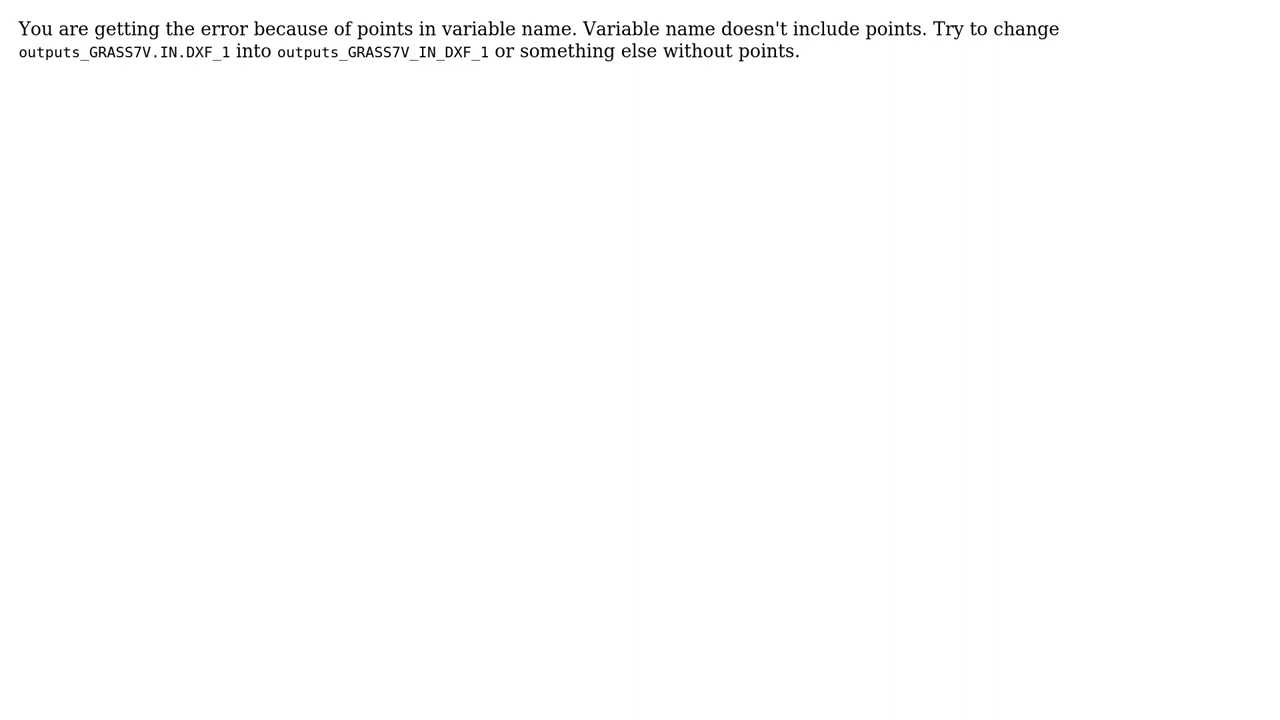 You are getting the error because of points in variable name. Variable name doesn't include points. Try to change
outputs_GRASS7V.IN.DXF_1 into outputs_GRASS7V_IN_DXF_1 or something else without points.